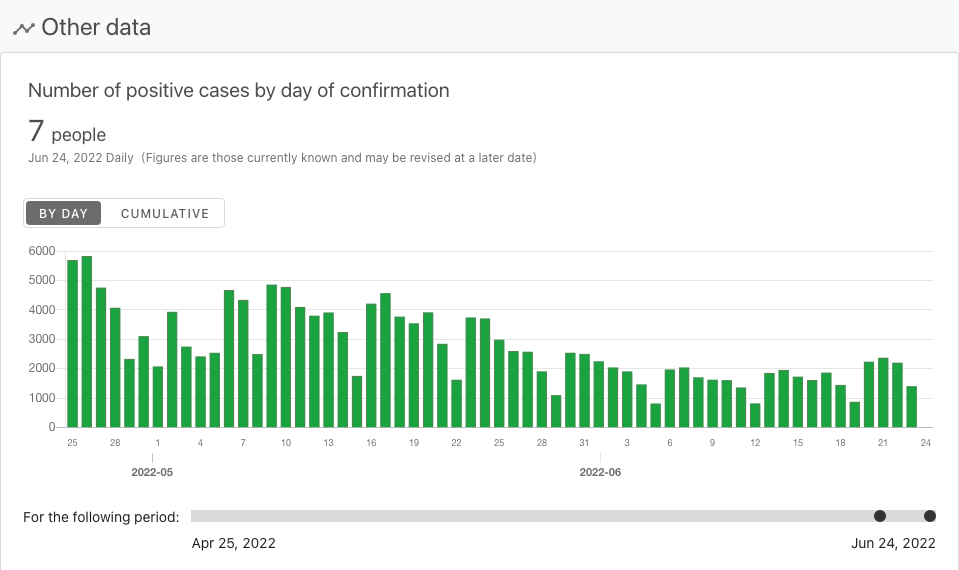 Other data
Number of positive cases by day of confirmation
7 people
Jun 24, 2022 Daily (Figures are those currently known and may be revised at a later date)
BY DAY CUMULATIVE
6000
5000
4000
3000
2000
1000
0
25 28 1 4 7 10 13 16 19 22 25 28 31 3 6 9 12 15 18 21 24
2022-05 2022-06
For the following period:
Apr 25, 2022 Jun 24, 2022